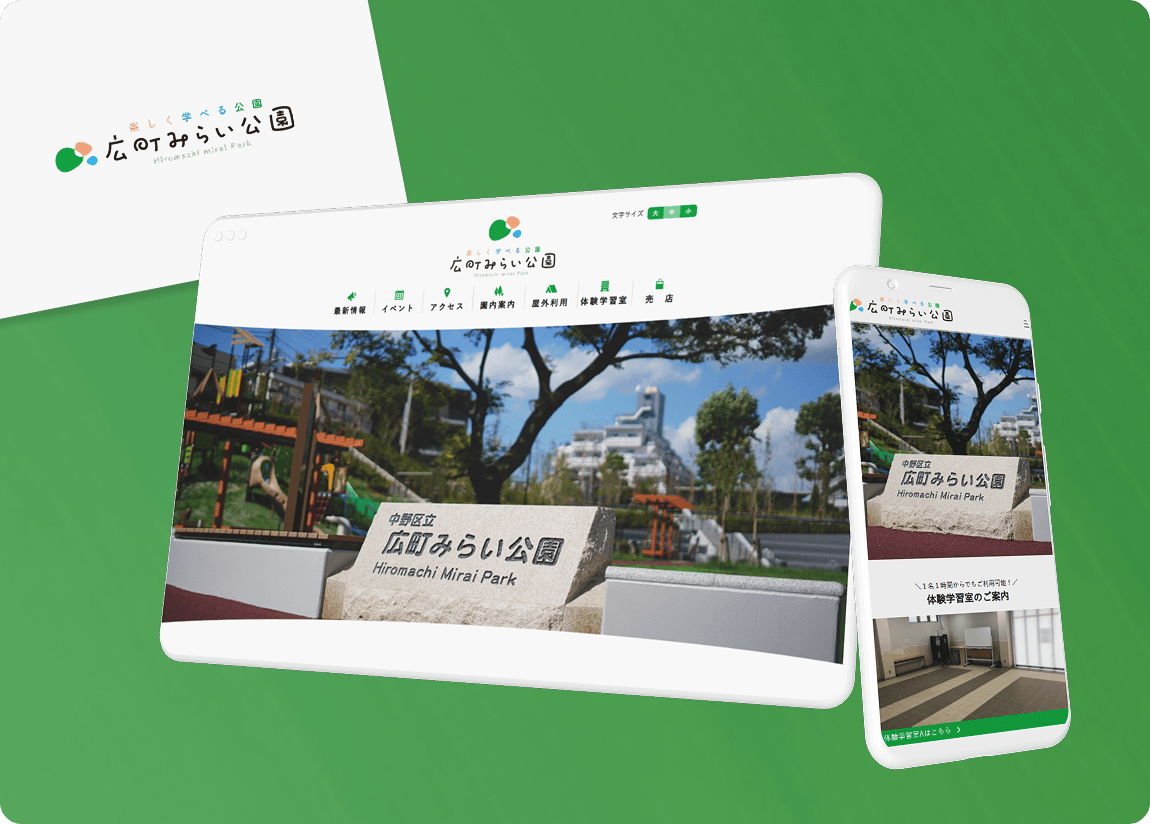 楽しく学べる公園
広町みらい公園
Hiromachi mirai Park
文字サイズ 大 中 小
楽しく学べる公園
広町みらい公園
Hiromachi mirai Park
最新情報 イベント アクセス 園内案内 屋外利用 体験学習室 売店
中野区立
広町みらい公園
Hiromachi Mirai Park
楽しく学べる公園
広町みらい公園
Hiromachi mirai Park
中野区立
広町みらい公園
Hiromachi Mirai Park
＼1名1時間からでもご利用可能！／
体験学習室のご案内
体験学習室Aはこちら